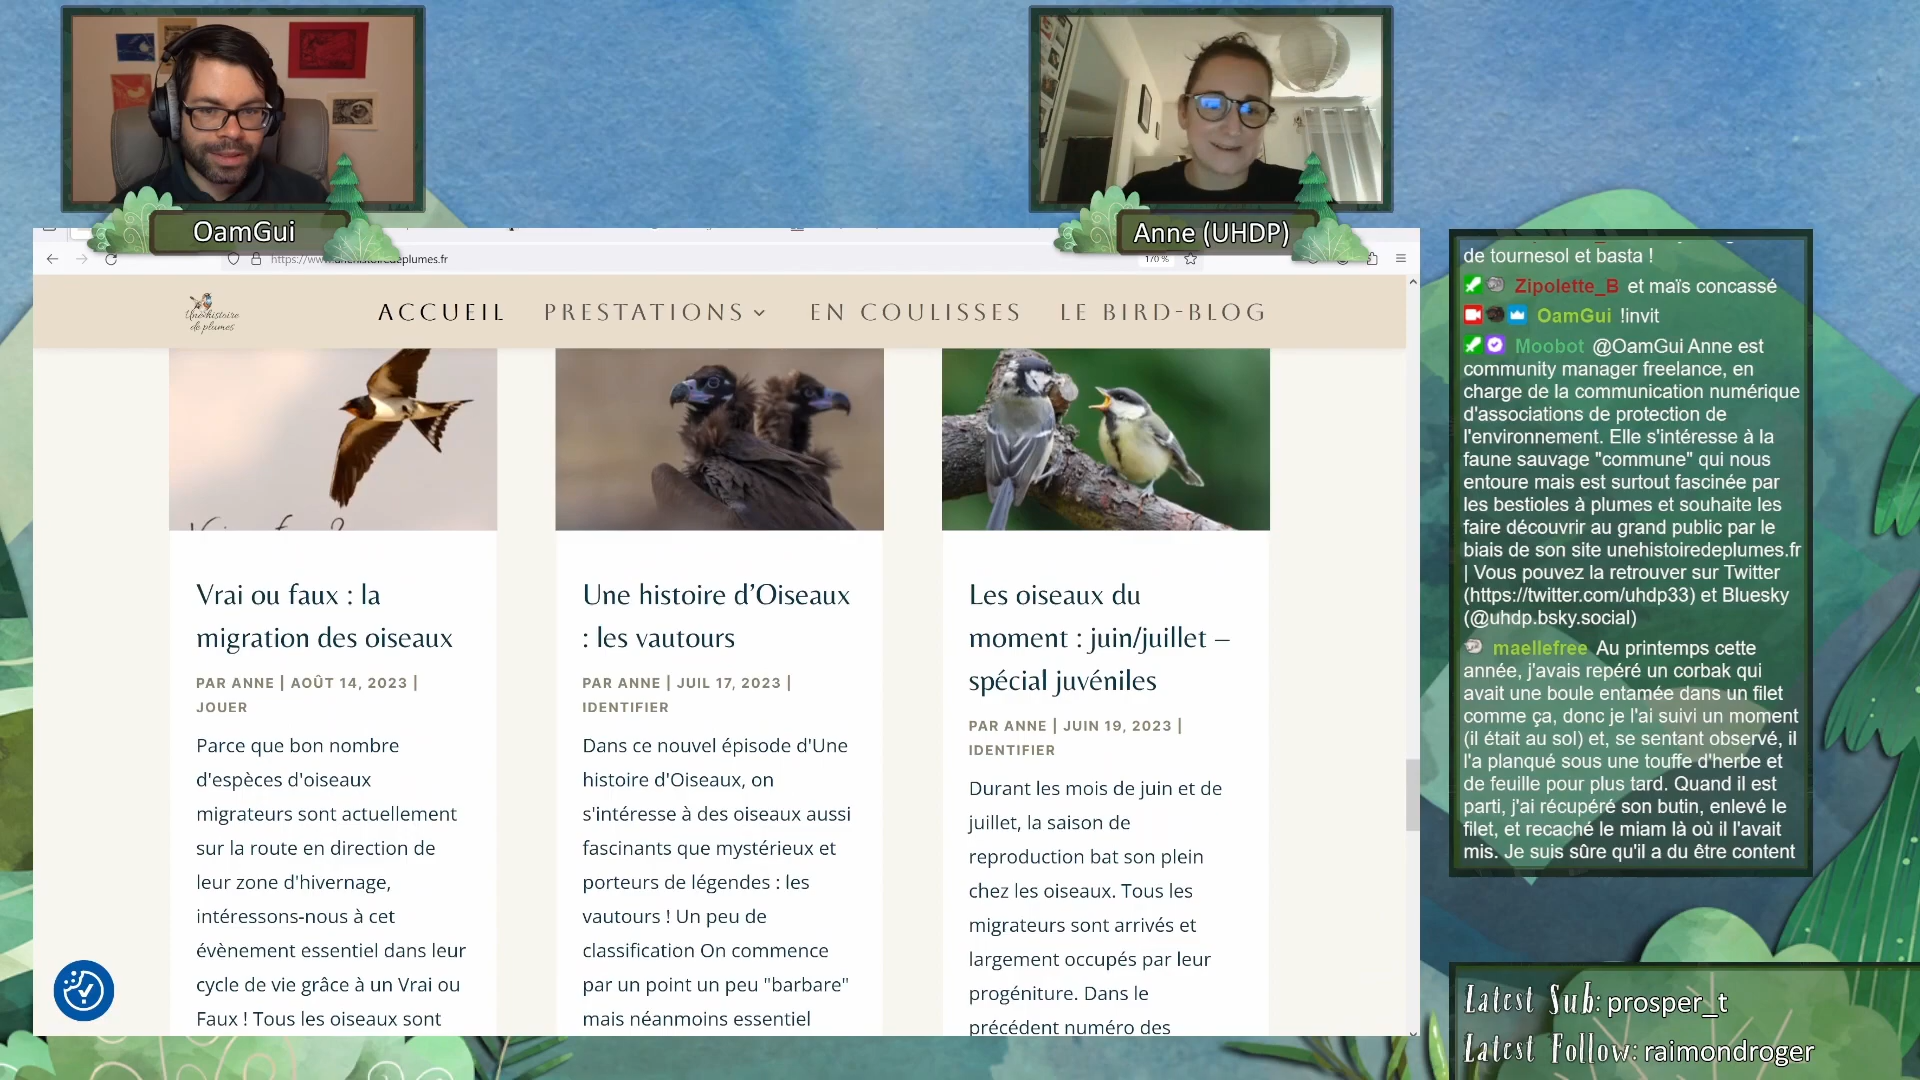 OamGui
Anne (UHDP)
170 %
Une histoire
de plumes
ACCUEIL
PRESTATIONS
EN COULISSES
LE BIRD-BLOG
Vrai ou faux : la
migration des oiseaux
PAR ANNE | AOÛT 14, 2023 |
JOUER
Parce que bon nombre
d'espèces d'oiseaux
migrateurs sont actuellement
sur la route en direction de
leur zone d'hivernage,
intéressons-nous à cet
évènement essentiel dans leur
cycle de vie grâce à un Vrai ou
Faux ! Tous les oiseaux sont
Une histoire d’Oiseaux
: les vautours
PAR ANNE | JUIL 17, 2023 |
IDENTIFIER
Dans ce nouvel épisode d'Une
histoire d'Oiseaux, on
s'intéresse à des oiseaux aussi
fascinants que mystérieux et
porteurs de légendes : les
vautours ! Un peu de
classification On commence
par un point un peu "barbare"
mais néanmoins essentiel
Les oiseaux du
moment : juin/juillet –
spécial juvéniles
PAR ANNE | JUIN 19, 2023 |
IDENTIFIER
Durant les mois de juin et de
juillet, la saison de
reproduction bat son plein
chez les oiseaux. Tous les
migrateurs sont arrivés et
largement occupés par leur
progéniture. Dans le
précédent numéro des
de tournesol et basta !
Zipolette_B et maïs concassé
OamGui !invit
Moobot @OamGui Anne est
community manager freelance, en
charge de la communication numérique
d'associations de protection de
l'environnement. Elle s'intéresse à la
faune sauvage "commune" qui nous
entoure mais est surtout fascinée par
les bestioles à plumes et souhaite les
faire découvrir au grand public par le
biais de son site unehistoiredeplumes.fr
| Vous pouvez la retrouver sur Twitter
(https://twitter.com/uhdp33) et Bluesky
(@uhdp.bsky.social)
maellefree Au printemps cette
année, j'avais repéré un corbak qui
avait une boule entamée dans un filet
comme ça, donc je l'ai suivi un moment
(il était au sol) et, se sentant observé, il
l'a planqué sous une touffe d'herbe et
de feuille pour plus tard. Quand il est
parti, j'ai récupéré son butin, enlevé le
filet, et recaché le miam là où il l'avait
mis. Je suis sûre qu'il a du être content
Latest Sub: prosper_t
Latest Follow: raimondroger